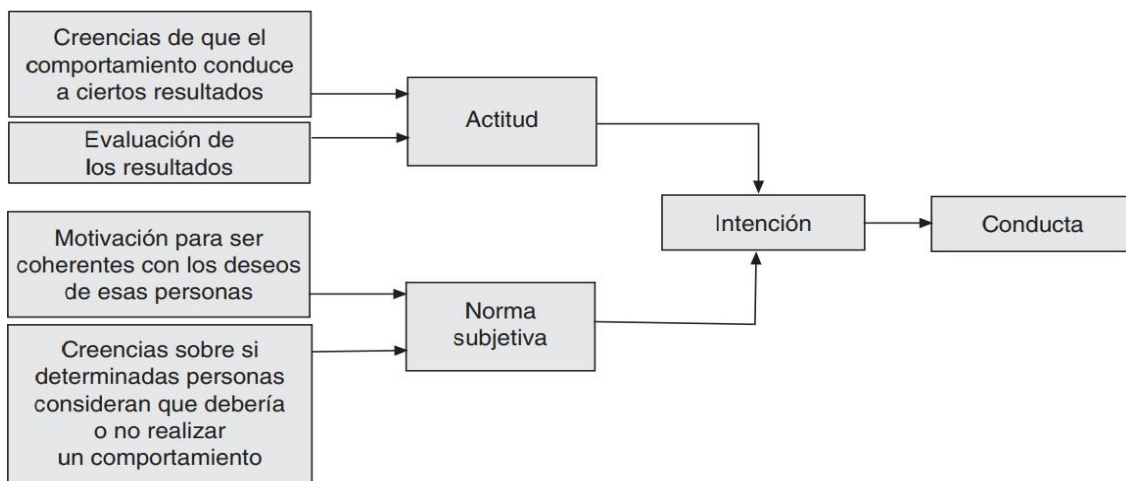 Creencias de que el
comportamiento conduce
a ciertos resultados
Evaluación de
los resultados
Actitud
Motivación para ser
coherentes con los deseos
de esas personas
Creencias sobre si
determinadas personas
consideran que debería
o no realizar
un comportamiento
Norma
subjetiva
Intención
Conducta